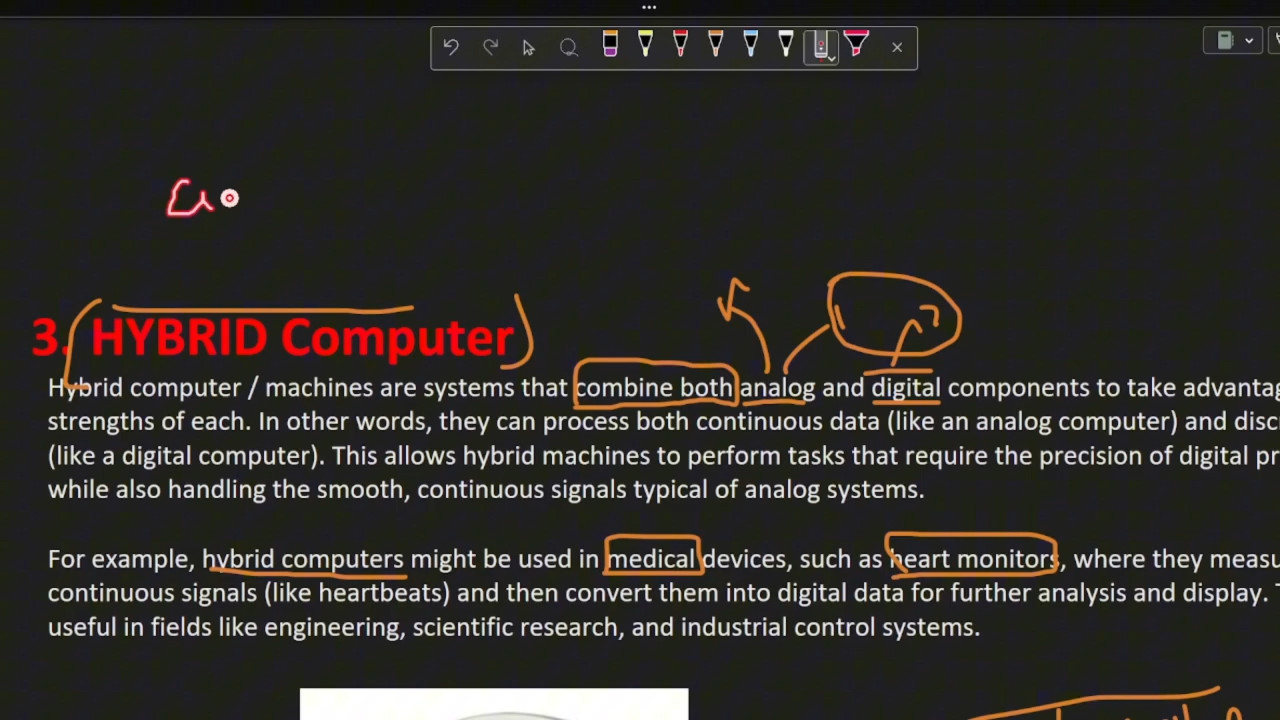 3. HYBRID Computer
Hybrid computer / machines are systems that combine both analog and digital components to take
strengths of each. In other words, they can process both continuous data (like an analog computer) and
(like a digital computer). This allows hybrid machines to perform tasks that require the precision of digital
while also handling the smooth, continuous signals typical of analog systems.
For example, hybrid computers might be used in medical devices, such as heart monitors, where they
continuous signals (like heartbeats) and then convert them into digital data for further analysis and display.
useful in fields like engineering, scientific research, and industrial control systems.